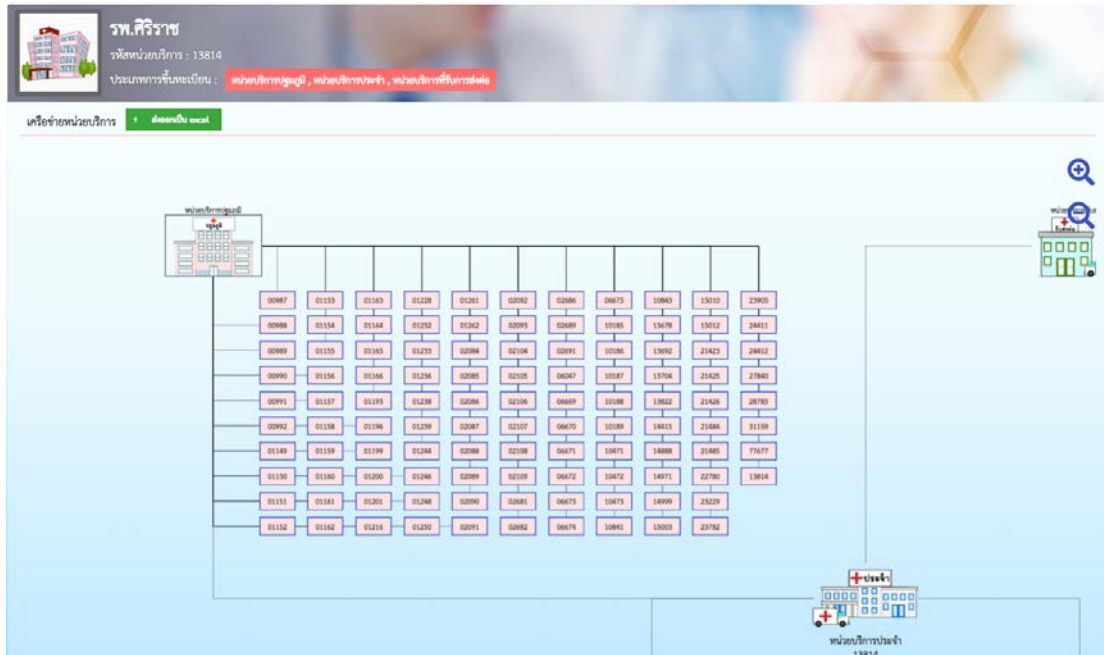 รพ.ศิริราช
รหัสหน่วยบริการ : 13814
ประเภทการขึ้นทะเบียน : หน่วยบริการปฐมภูมิ , หน่วยบริการประจำ , หน่วยบริการที่รับการส่งต่อ
เครือข่ายหน่วยบริการ ส่งออกเป็น excel
หน่วยบริการปฐมภูมิ
ปฐมภูมิ
รับส่งต่อ
00987 01153 01163 01228 01261 02092 02686 06675 10843 15010 23905
00988 01154 01164 01232 01262 02093 02689 10185 13678 15012 24411
00989 01155 01165 01233 02084 02104 02691 10186 13692 21423 24412
00990 01156 01166 01236 02085 02105 06047 10187 13704 21425 27840
00991 01157 01193 01238 02086 02106 06669 10188 13822 21426 28785
00992 01158 01196 01239 02087 02107 06670 10189 14415 21484 31159
01149 01159 01199 01244 02088 02108 06671 10471 14888 21485 77677
01150 01160 01200 01246 02089 02109 06672 10472 14971 22780 13814
01151 01161 01201 01248 02090 02681 06673 10473 14999 23229
01152 01162 01216 01250 02091 02682 06674 10841 15003 23782
ประจำ
หน่วยบริการประจำ
13814